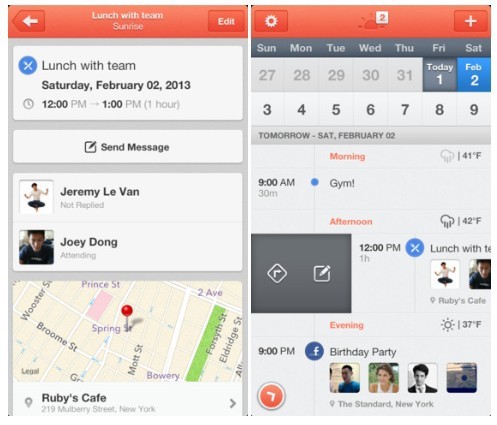 Lunch with team
Sunrise
Edit
Lunch with team
Saturday, February 02, 2013
12:00 PM → 1:00 PM (1 hour)
Send Message
Jeremy Le Van
Not Replied
Joey Dong
Attending
Prince St
2 Ave
Wooster St
Spring St
Broome St
Mott St
Forsyth St
Eldridge St
Bowery
Legal
Ruby's Cafe
219 Mulberry Street, New York
2
Sun Mon Tue Wed Thu Fri Sat
27 28 29 30 31 Today 1 Feb 2
3 4 5 6 7 8 9
TOMORROW - SAT, FEBRUARY 02
Morning | 41°F
9:00 AM Gym!
30m
Afternoon | 42°F
12:00 PM Lunch with te
1h
Ruby's Cafe
Evening | 37°F
9:00 PM Birthday Party
The Standard, New York